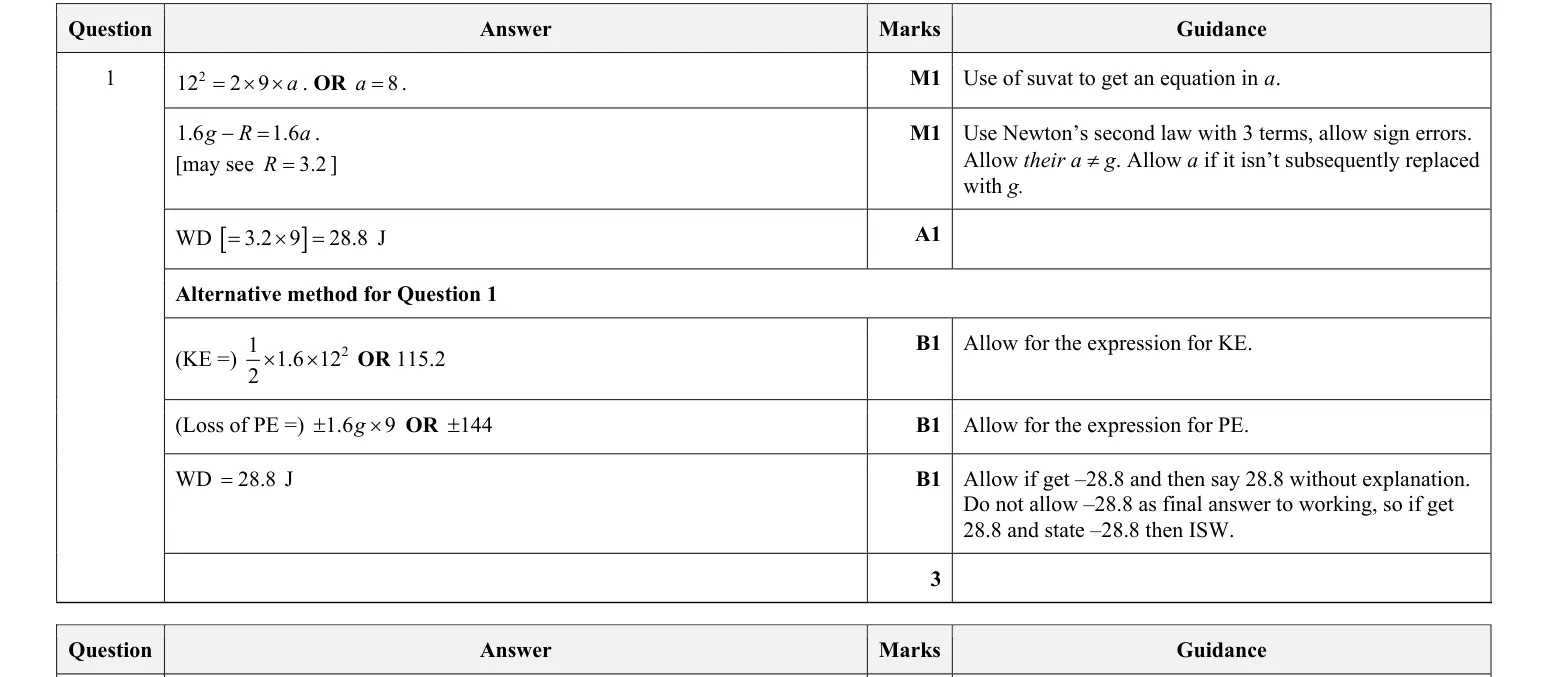 Question Answer Marks Guidance
1 12² = 2×9×a . OR a = 8 . M1 Use of suvat to get an equation in a.
1.6g − R = 1.6a . M1 Use Newton’s second law with 3 terms, allow sign errors.
[may see R = 3.2 ] Allow their a ≠ g. Allow a if it isn’t subsequently replaced
with g.
WD [= 3.2×9] = 28.8 J A1
Alternative method for Question 1
(KE =) 1/2 ×1.6×12² OR 115.2 B1 Allow for the expression for KE.
(Loss of PE =) ±1.6g × 9 OR ±144 B1 Allow for the expression for PE.
WD = 28.8 J B1 Allow if get –28.8 and then say 28.8 without explanation.
Do not allow –28.8 as final answer to working, so if get
28.8 and state –28.8 then ISW.
3
Question Answer Marks Guidance